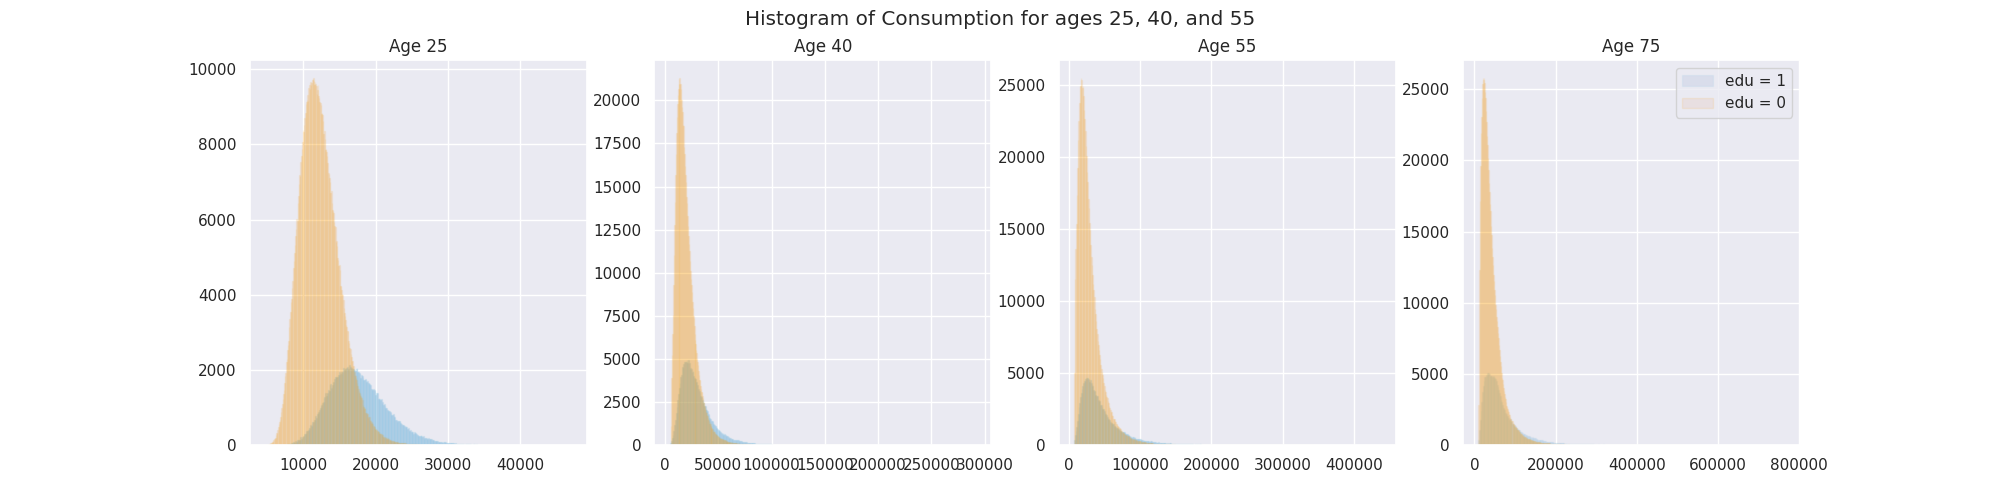 Histogram of Consumption for ages 25, 40, and 55
Age 25
10000
8000
6000
4000
2000
0
10000 20000 30000 40000
Age 40
20000
17500
15000
12500
10000
7500
5000
2500
0
0 50000 100000 150000 200000 250000 300000
Age 55
25000
20000
15000
10000
5000
0
0 100000 200000 300000 400000
Age 75
edu = 1
edu = 0
25000
20000
15000
10000
5000
0
0 200000 400000 600000 800000